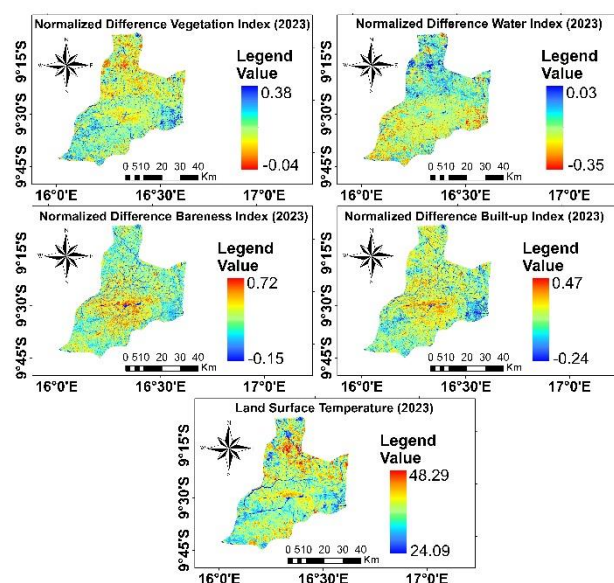 Normalized Difference Vegetation Index (2023)
N
W E
S
Legend
Value
0.38
-0.04
9°15'S
9°30'S
9°45'S
0 5 10 20 30 40
Km
16°0'E 16°30'E 17°0'E
Normalized Difference Water Index (2023)
N
W E
S
Legend
Value
0.03
-0.35
9°15'S
9°30'S
9°45'S
0 5 10 20 30 40
Km
16°0'E 16°30'E 17°0'E
Normalized Difference Bareness Index (2023)
N
W E
S
Legend
Value
0.72
-0.15
9°15'S
9°30'S
9°45'S
0 5 10 20 30 40
Km
16°0'E 16°30'E 17°0'E
Normalized Difference Built-up Index (2023)
N
W E
S
Legend
Value
0.47
-0.24
9°15'S
9°30'S
9°45'S
0 5 10 20 30 40
Km
16°0'E 16°30'E 17°0'E
Land Surface Temperature (2023)
N
W E
S
Legend
Value
48.29
24.09
9°15'S
9°30'S
9°45'S
0 5 10 20 30 40
Km
16°0'E 16°30'E 17°0'E